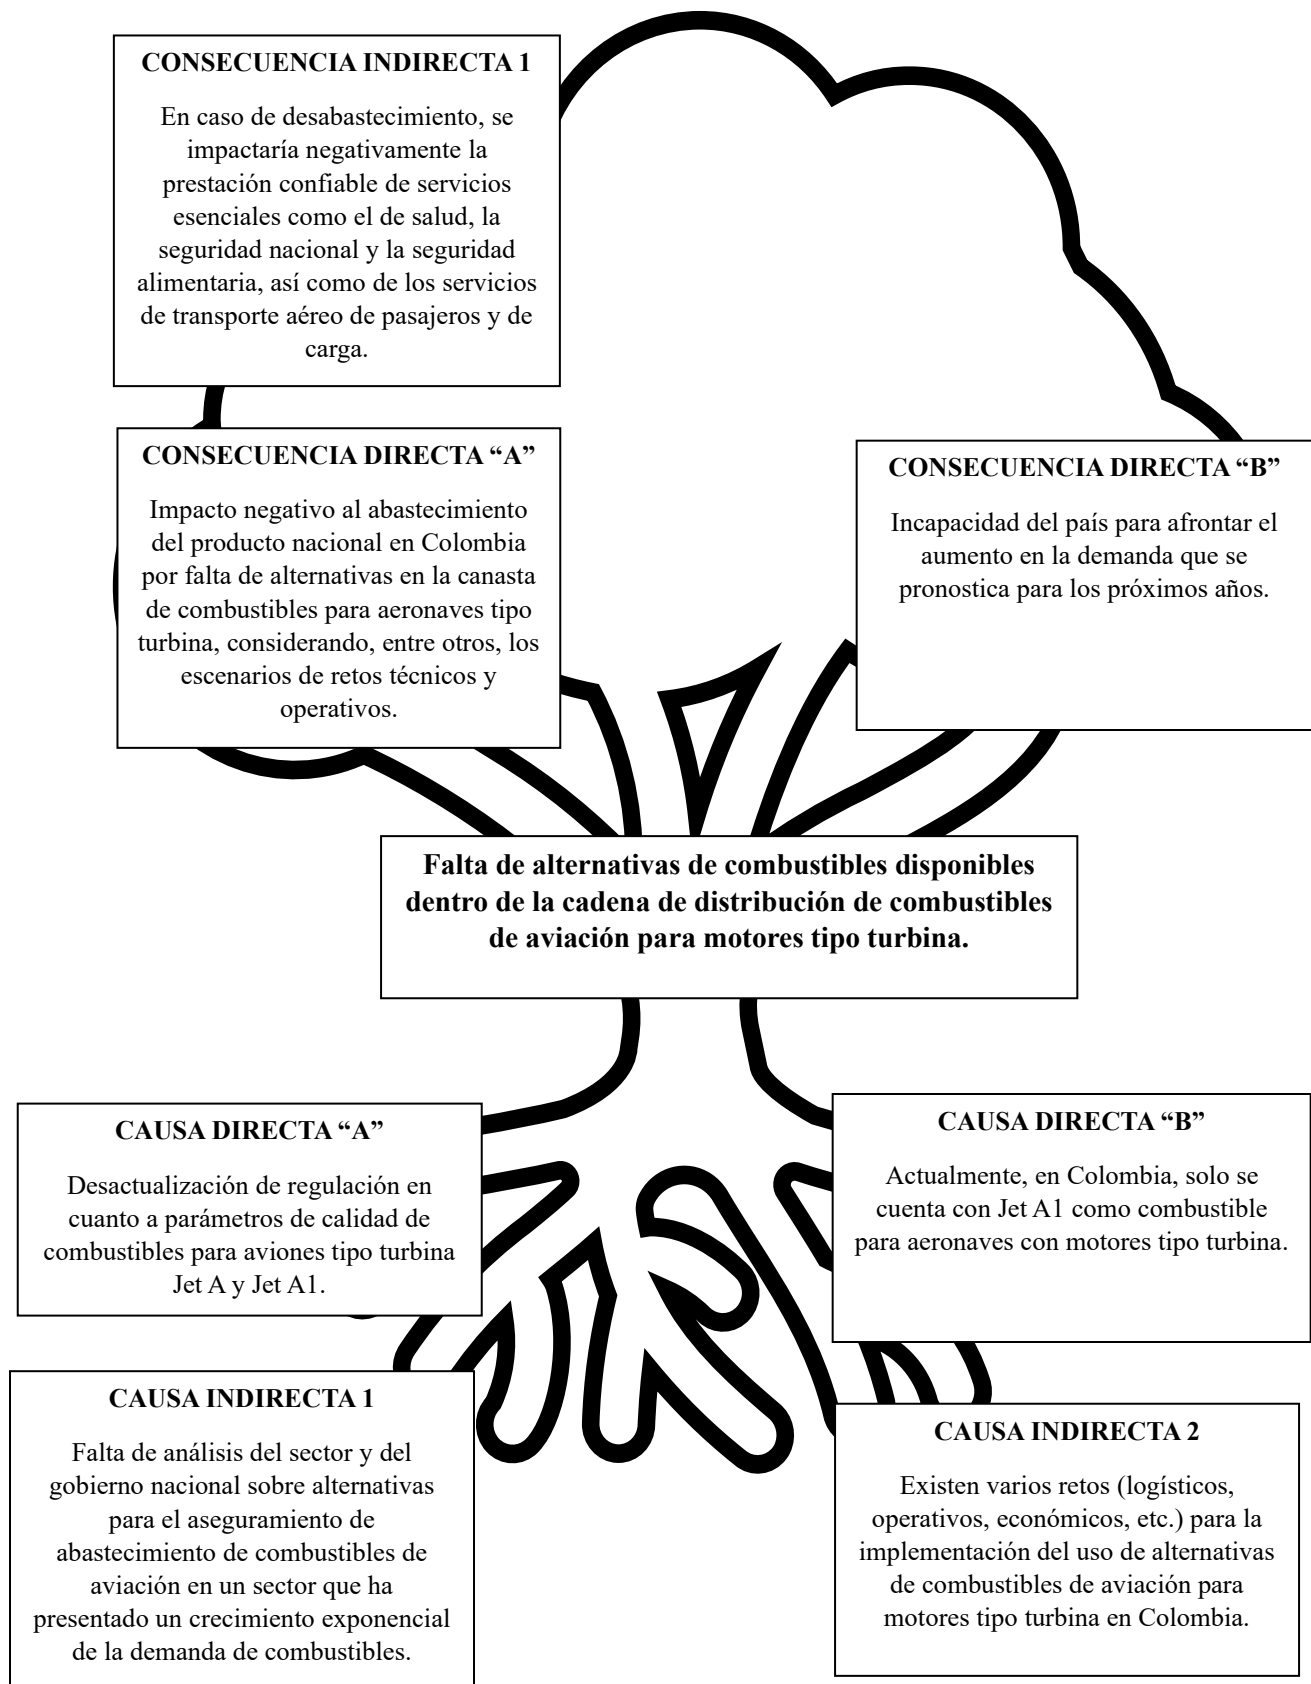 CONSECUENCIA INDIRECTA 1
En caso de desabastecimiento, se
impactaría negativamente la
prestación confiable de servicios
esenciales como el de salud, la
seguridad nacional y la seguridad
alimentaria, así como de los servicios
de transporte aéreo de pasajeros y de
carga.
CONSECUENCIA DIRECTA “A”
Impacto negativo al abastecimiento
del producto nacional en Colombia
por falta de alternativas en la canasta
de combustibles para aeronaves tipo
turbina, considerando, entre otros, los
escenarios de retos técnicos y
operativos.
CONSECUENCIA DIRECTA “B”
Incapacidad del país para afrontar el
aumento en la demanda que se
pronostica para los próximos años.
Falta de alternativas de combustibles disponibles
dentro de la cadena de distribución de combustibles
de aviación para motores tipo turbina.
CAUSA DIRECTA “A”
Desactualización de regulación en
cuanto a parámetros de calidad de
combustibles para aviones tipo turbina
Jet A y Jet A1.
CAUSA DIRECTA “B”
Actualmente, en Colombia, solo se
cuenta con Jet A1 como combustible
para aeronaves con motores tipo turbina.
CAUSA INDIRECTA 1
Falta de análisis del sector y del
gobierno nacional sobre alternativas
para el aseguramiento de
abastecimiento de combustibles de
aviación en un sector que ha
presentado un crecimiento exponencial
de la demanda de combustibles.
CAUSA INDIRECTA 2
Existen varios retos (logísticos,
operativos, económicos, etc.) para la
implementación del uso de alternativas
de combustibles de aviación para
motores tipo turbina en Colombia.